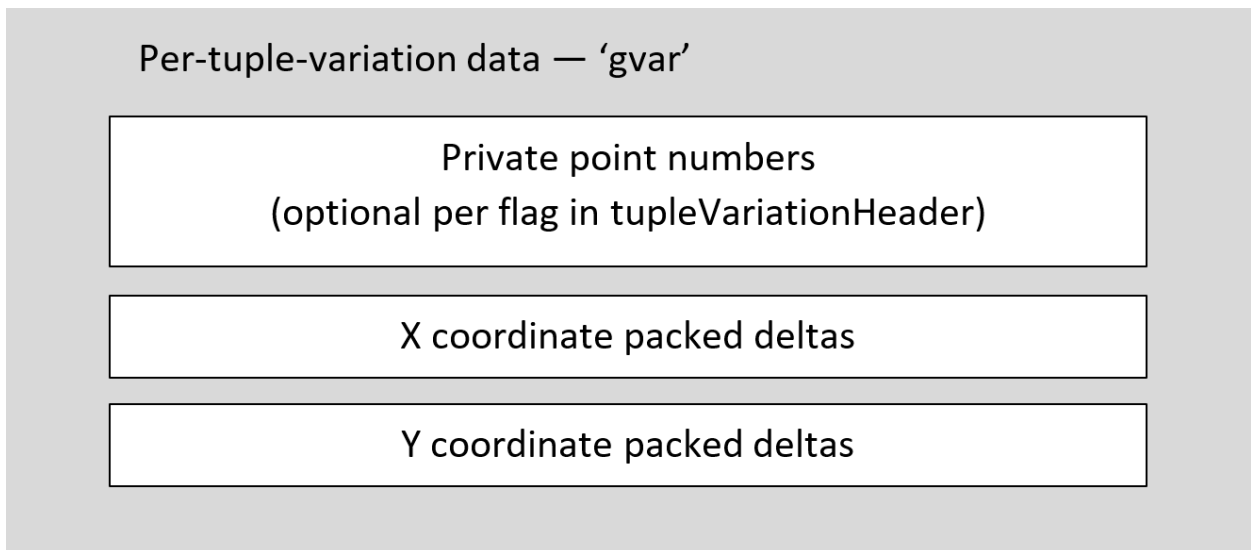 Per-tuple-variation data — ‘gvar’
Private point numbers
(optional per flag in tupleVariationHeader)
X coordinate packed deltas
Y coordinate packed deltas